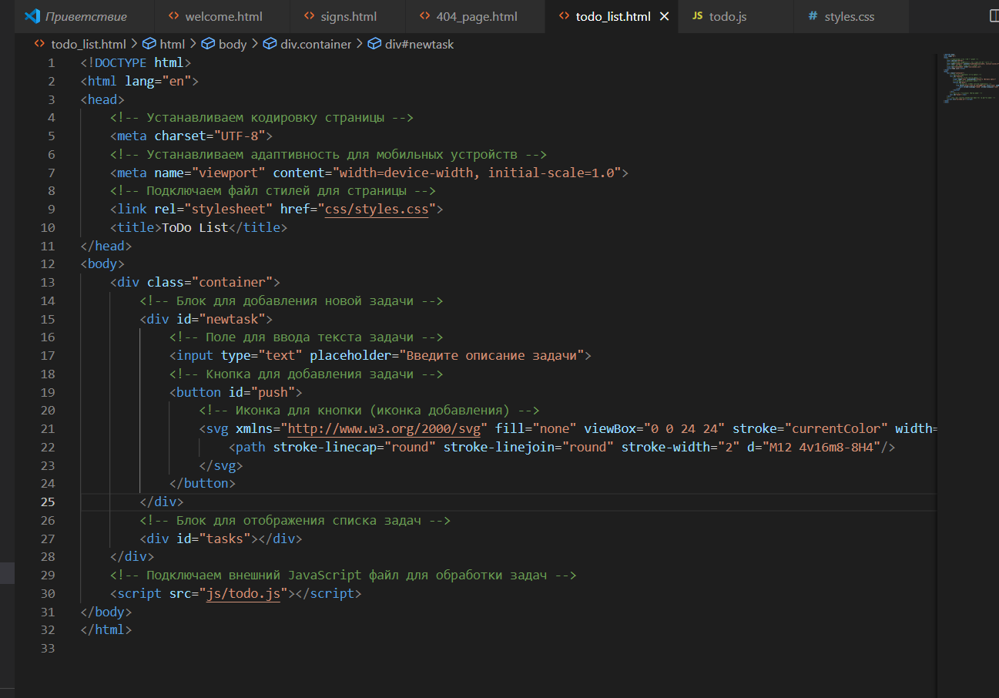 Приветствие welcome.html signs.html 404_page.html todo_list.html JS todo.js # styles.css
todo_list.html > html > body > div.container > div#newtask
1 <!DOCTYPE html>
2 <html lang="en">
3 <head>
4 <!-- Устанавливаем кодировку страницы -->
5 <meta charset="UTF-8">
6 <!-- Устанавливаем адаптивность для мобильных устройств -->
7 <meta name="viewport" content="width=device-width, initial-scale=1.0">
8 <!-- Подключаем файл стилей для страницы -->
9 <link rel="stylesheet" href="css/styles.css">
10 <title>ToDo List</title>
11 </head>
12 <body>
13 <div class="container">
14 <!-- Блок для добавления новой задачи -->
15 <div id="newtask">
16 <!-- Поле для ввода текста задачи -->
17 <input type="text" placeholder="Введите описание задачи">
18 <!-- Кнопка для добавления задачи -->
19 <button id="push">
20 <!-- Иконка для кнопки (иконка добавления) -->
21 <svg xmlns="http://www.w3.org/2000/svg" fill="none" viewBox="0 0 24 24" stroke="currentColor" width=
22 <path stroke-linecap="round" stroke-linejoin="round" stroke-width="2" d="M12 4v16m8-8H4"/>
23 </svg>
24 </button>
25 </div>
26 <!-- Блок для отображения списка задач -->
27 <div id="tasks"></div>
28 </div>
29 <!-- Подключаем внешний JavaScript файл для обработки задач -->
30 <script src="js/todo.js"></script>
31 </body>
32 </html>
33